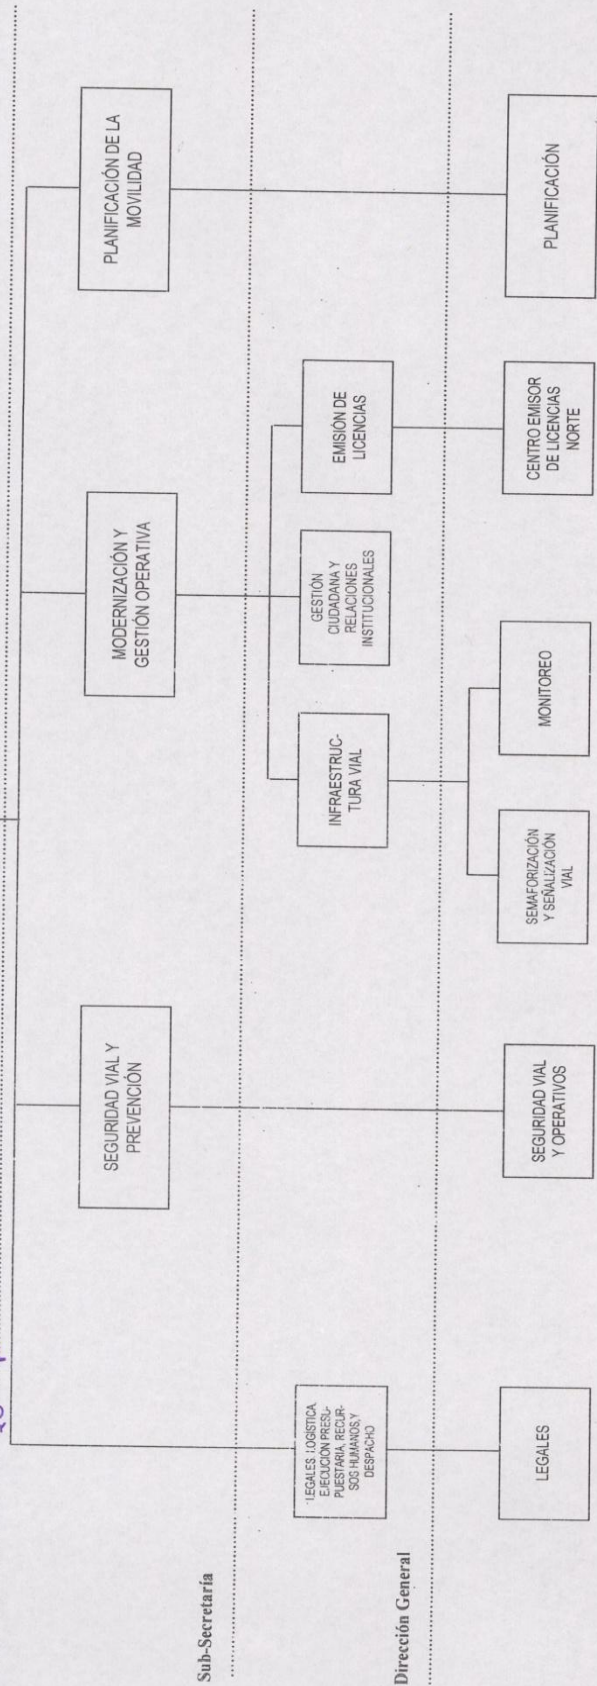 SEGURIDAD VIAL Y
PREVENCIÓN
MODERNIZACIÓN Y
GESTIÓN OPERATIVA
PLANIFICACIÓN DE LA
MOVILIDAD
Sub-Secretaría
LEGALES, LOGÍSTICA,
EJECUCIÓN PRESU-
PUESTARIA, RECUR-
SOS HUMANOS, Y
DESPACHO
INFRAESTRUC-
TURA VIAL
GESTIÓN
CIUDADANA Y
RELACIONES
INSTITUCIONALES
EMISIÓN DE
LICENCIAS
Dirección General
LEGALES
SEGURIDAD VIAL
Y OPERATIVOS
SEMAFORIZACIÓN
Y SEÑALIZACIÓN
VIAL
MONITOREO
CENTRO EMISOR
DE LICENCIAS
NORTE
PLANIFICACIÓN